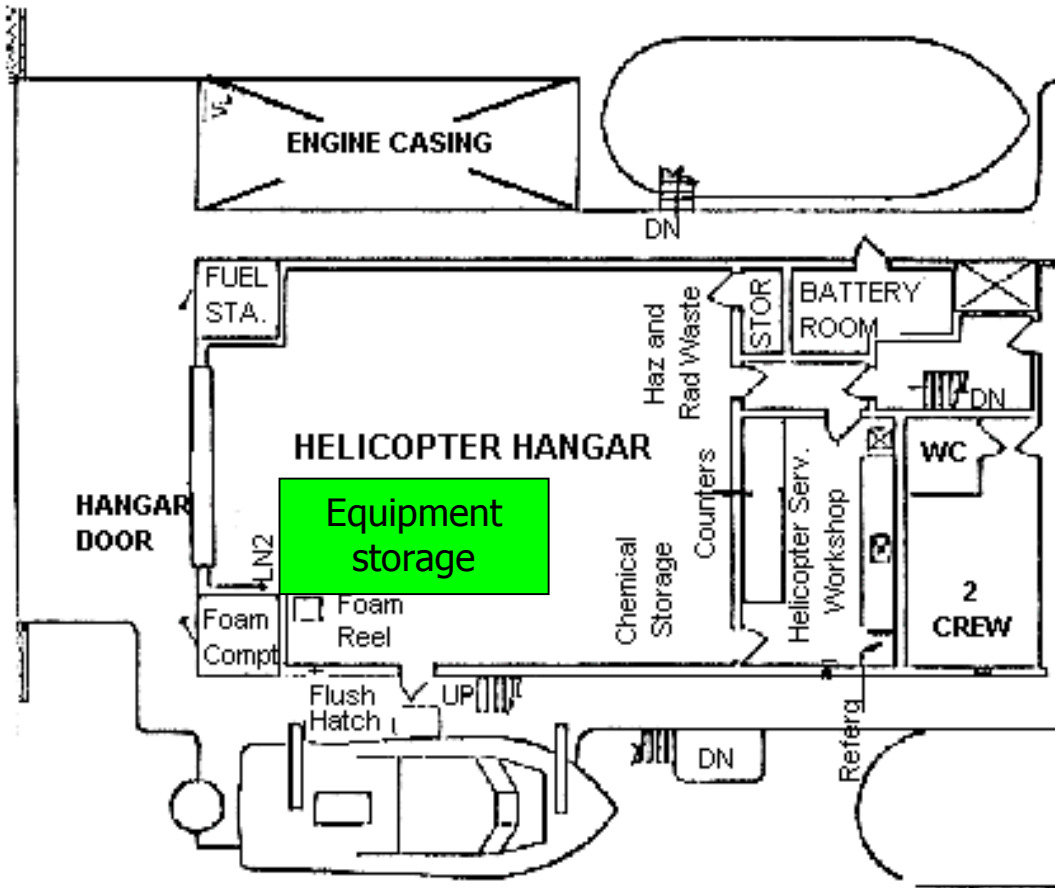 VL
ENGINE CASING
DN
FUEL
STA.
Haz and
Rad Waste
STOR
BATTERY
ROOM
DN
HELICOPTER HANGAR
WC
HANGAR
DOOR
LN2
Equipment
storage
Counters
Chemical
Storage
Helicopter Serv.
Workshop
2
CREW
Foam
Compt
Foam
Reel
Flush
Hatch
UP
DN
Referg